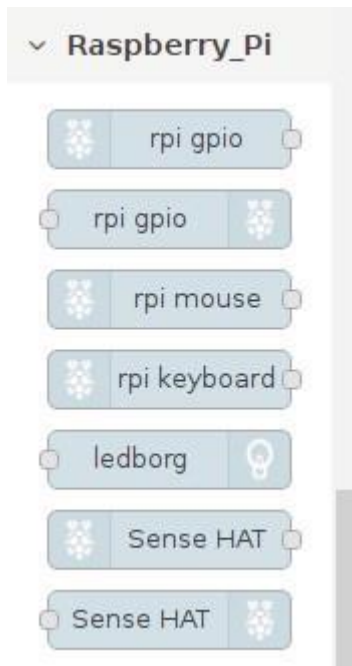 Raspberry_Pi
rpi gpio
rpi gpio
rpi mouse
rpi keyboard
ledborg
Sense HAT
Sense HAT